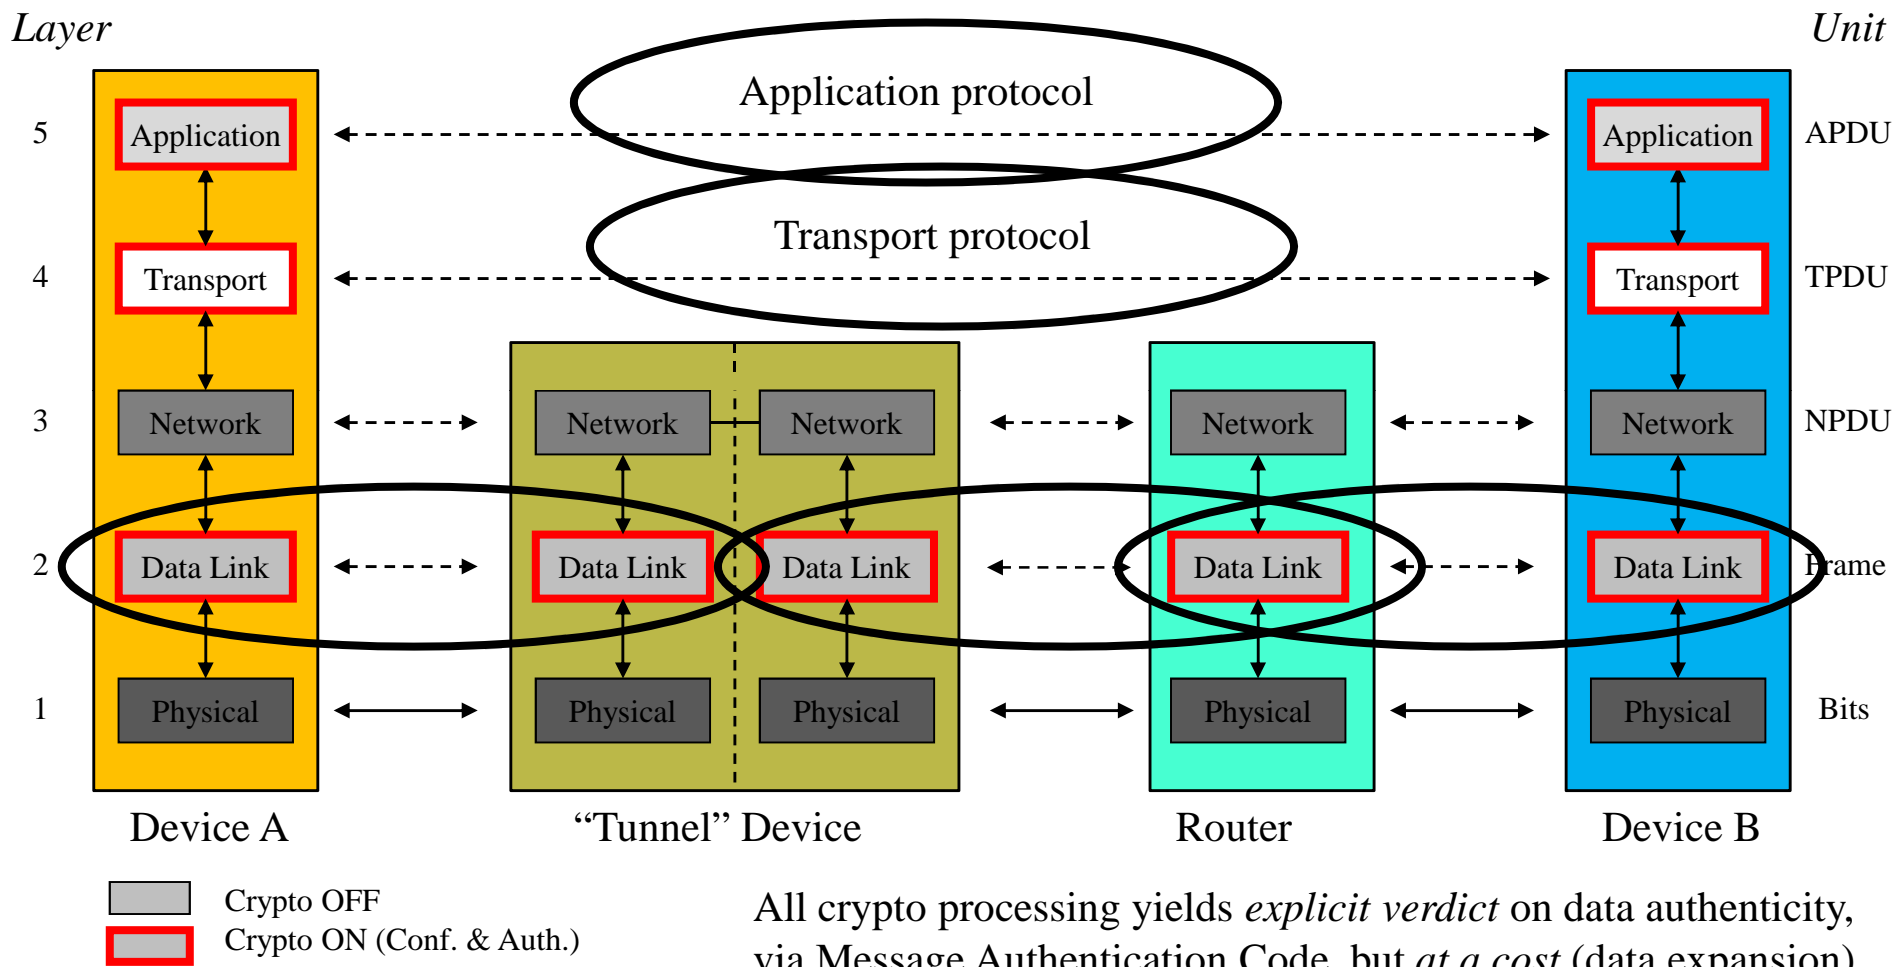 Layer
Unit
Application protocol
5
Application
Application
APDU
Transport protocol
4
Transport
Transport
TPDU
3
Network
Network
Network
Network
Network
NPDU
2
Data Link
Data Link
Data Link
Data Link
Data Link
Frame
1
Physical
Physical
Physical
Physical
Physical
Bits
Device A
“Tunnel” Device
Router
Device B
Crypto OFF
Crypto ON (Conf. & Auth.)
All crypto processing yields explicit verdict on data authenticity,
via Message Authentication Code, but at a cost (data expansion)